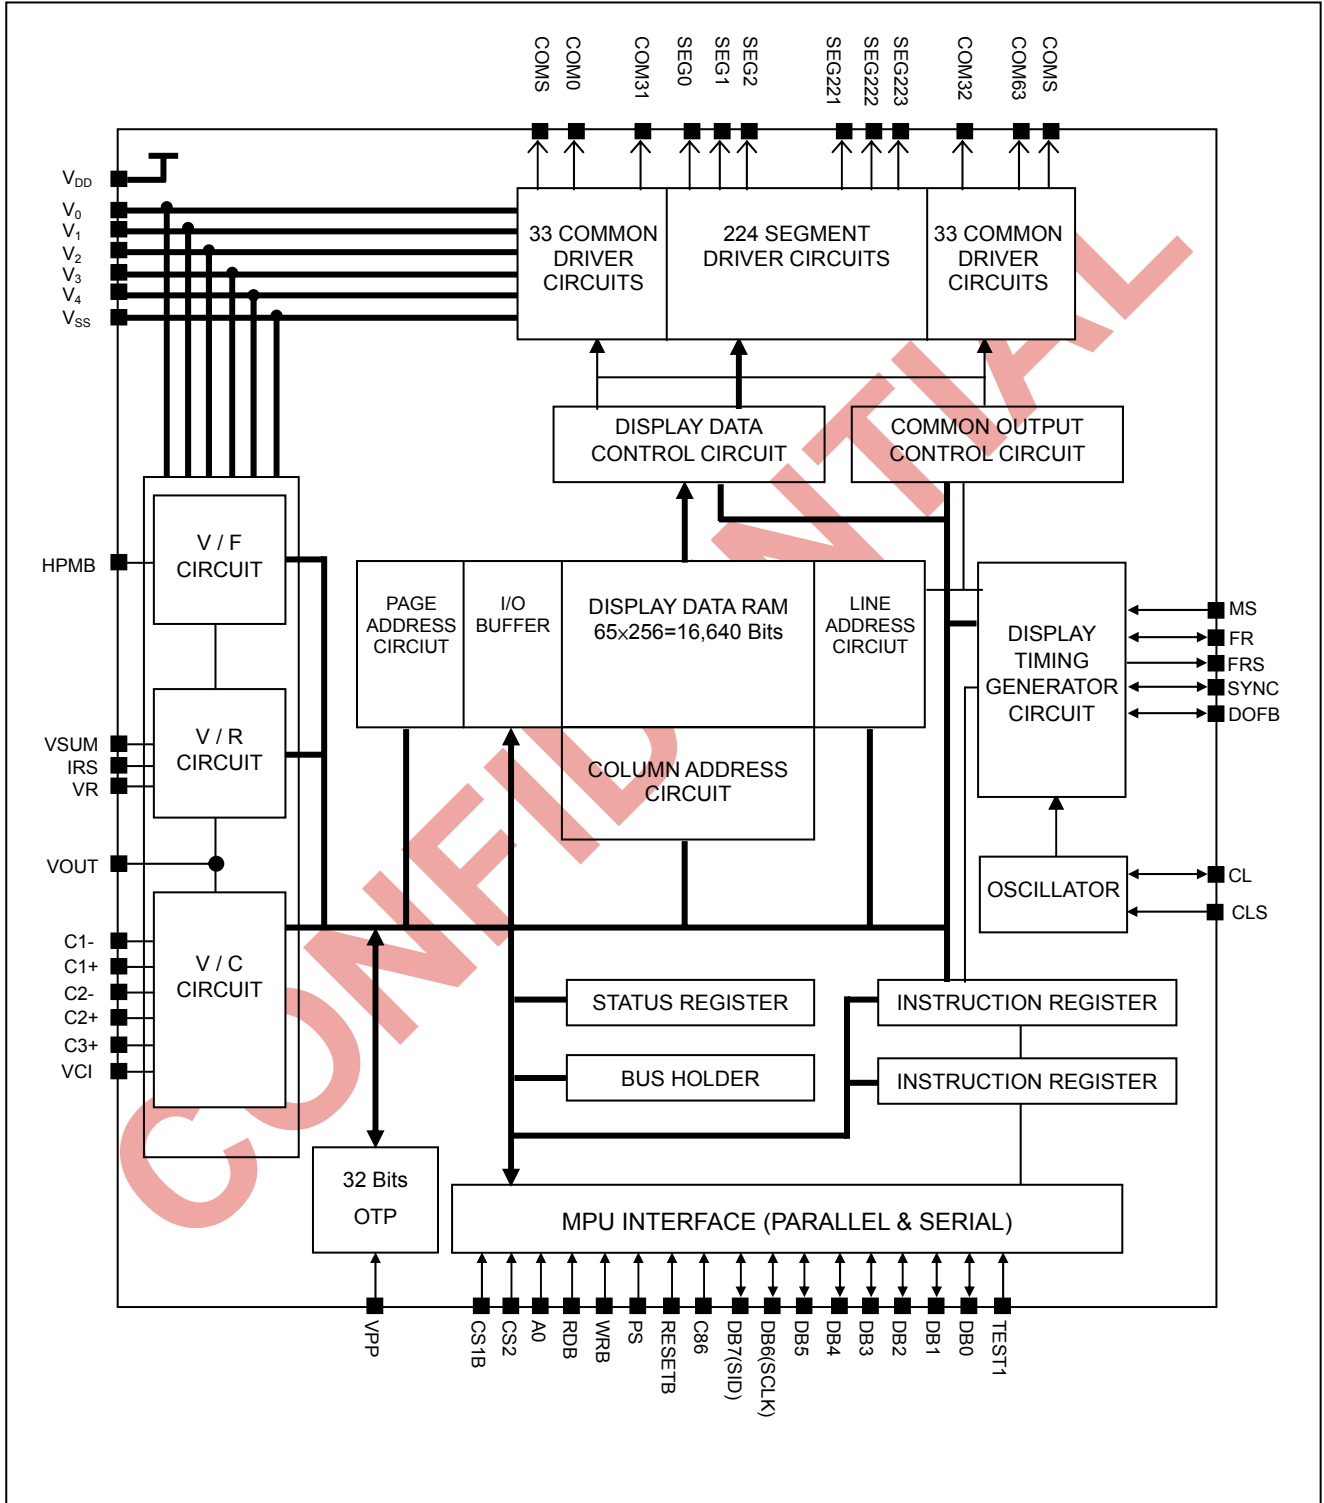 COMS
COM0
COM31
SEG0
SEG1
SEG2
SEG221
SEG222
SEG223
COM32
COM63
COMS
VDD
V0
V1
V2
V3
V4
VSS
33 COMMON
DRIVER
CIRCUITS
224 SEGMENT
DRIVER CIRCUITS
33 COMMON
DRIVER
CIRCUITS
DISPLAY DATA
CONTROL CIRCUIT
COMMON OUTPUT
CONTROL CIRCUIT
HPMB
V / F
CIRCUIT
PAGE
ADDRESS
CIRCIUT
I/O
BUFFER
DISPLAY DATA RAM
65×256=16,640 Bits
LINE
ADDRESS
CIRCIUT
DISPLAY
TIMING
GENERATOR
CIRCUIT
MS
FR
FRS
SYNC
DOFB
VSUM
IRS
VR
V / R
CIRCUIT
COLUMN ADDRESS
CIRCUIT
VOUT
OSCILLATOR
CL
CLS
C1-
C1+
C2-
C2+
C3+
VCI
V / C
CIRCUIT
STATUS REGISTER
INSTRUCTION REGISTER
BUS HOLDER
INSTRUCTION REGISTER
32 Bits
OTP
MPU INTERFACE (PARALLEL & SERIAL)
VPP
CS1B
CS2
A0
RDB
WRB
PS
RESETB
C86
DB7(SID)
DB6(SCLK)
DB5
DB4
DB3
DB2
DB1
DB0
TEST1
CONFIDENTIAL